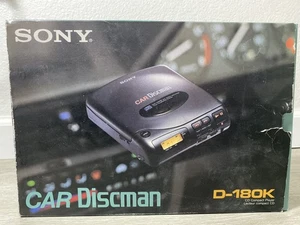 SONY
CAR Discman
CAR Discman
D-180K
CD Compact Player